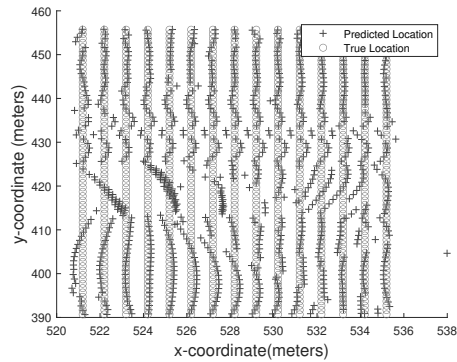 460
450
440
430
420
410
400
390
y-coordinate (meters)
+ Predicted Location
○ True Location
520 522 524 526 528 530 532 534 536 538
x-coordinate(meters)